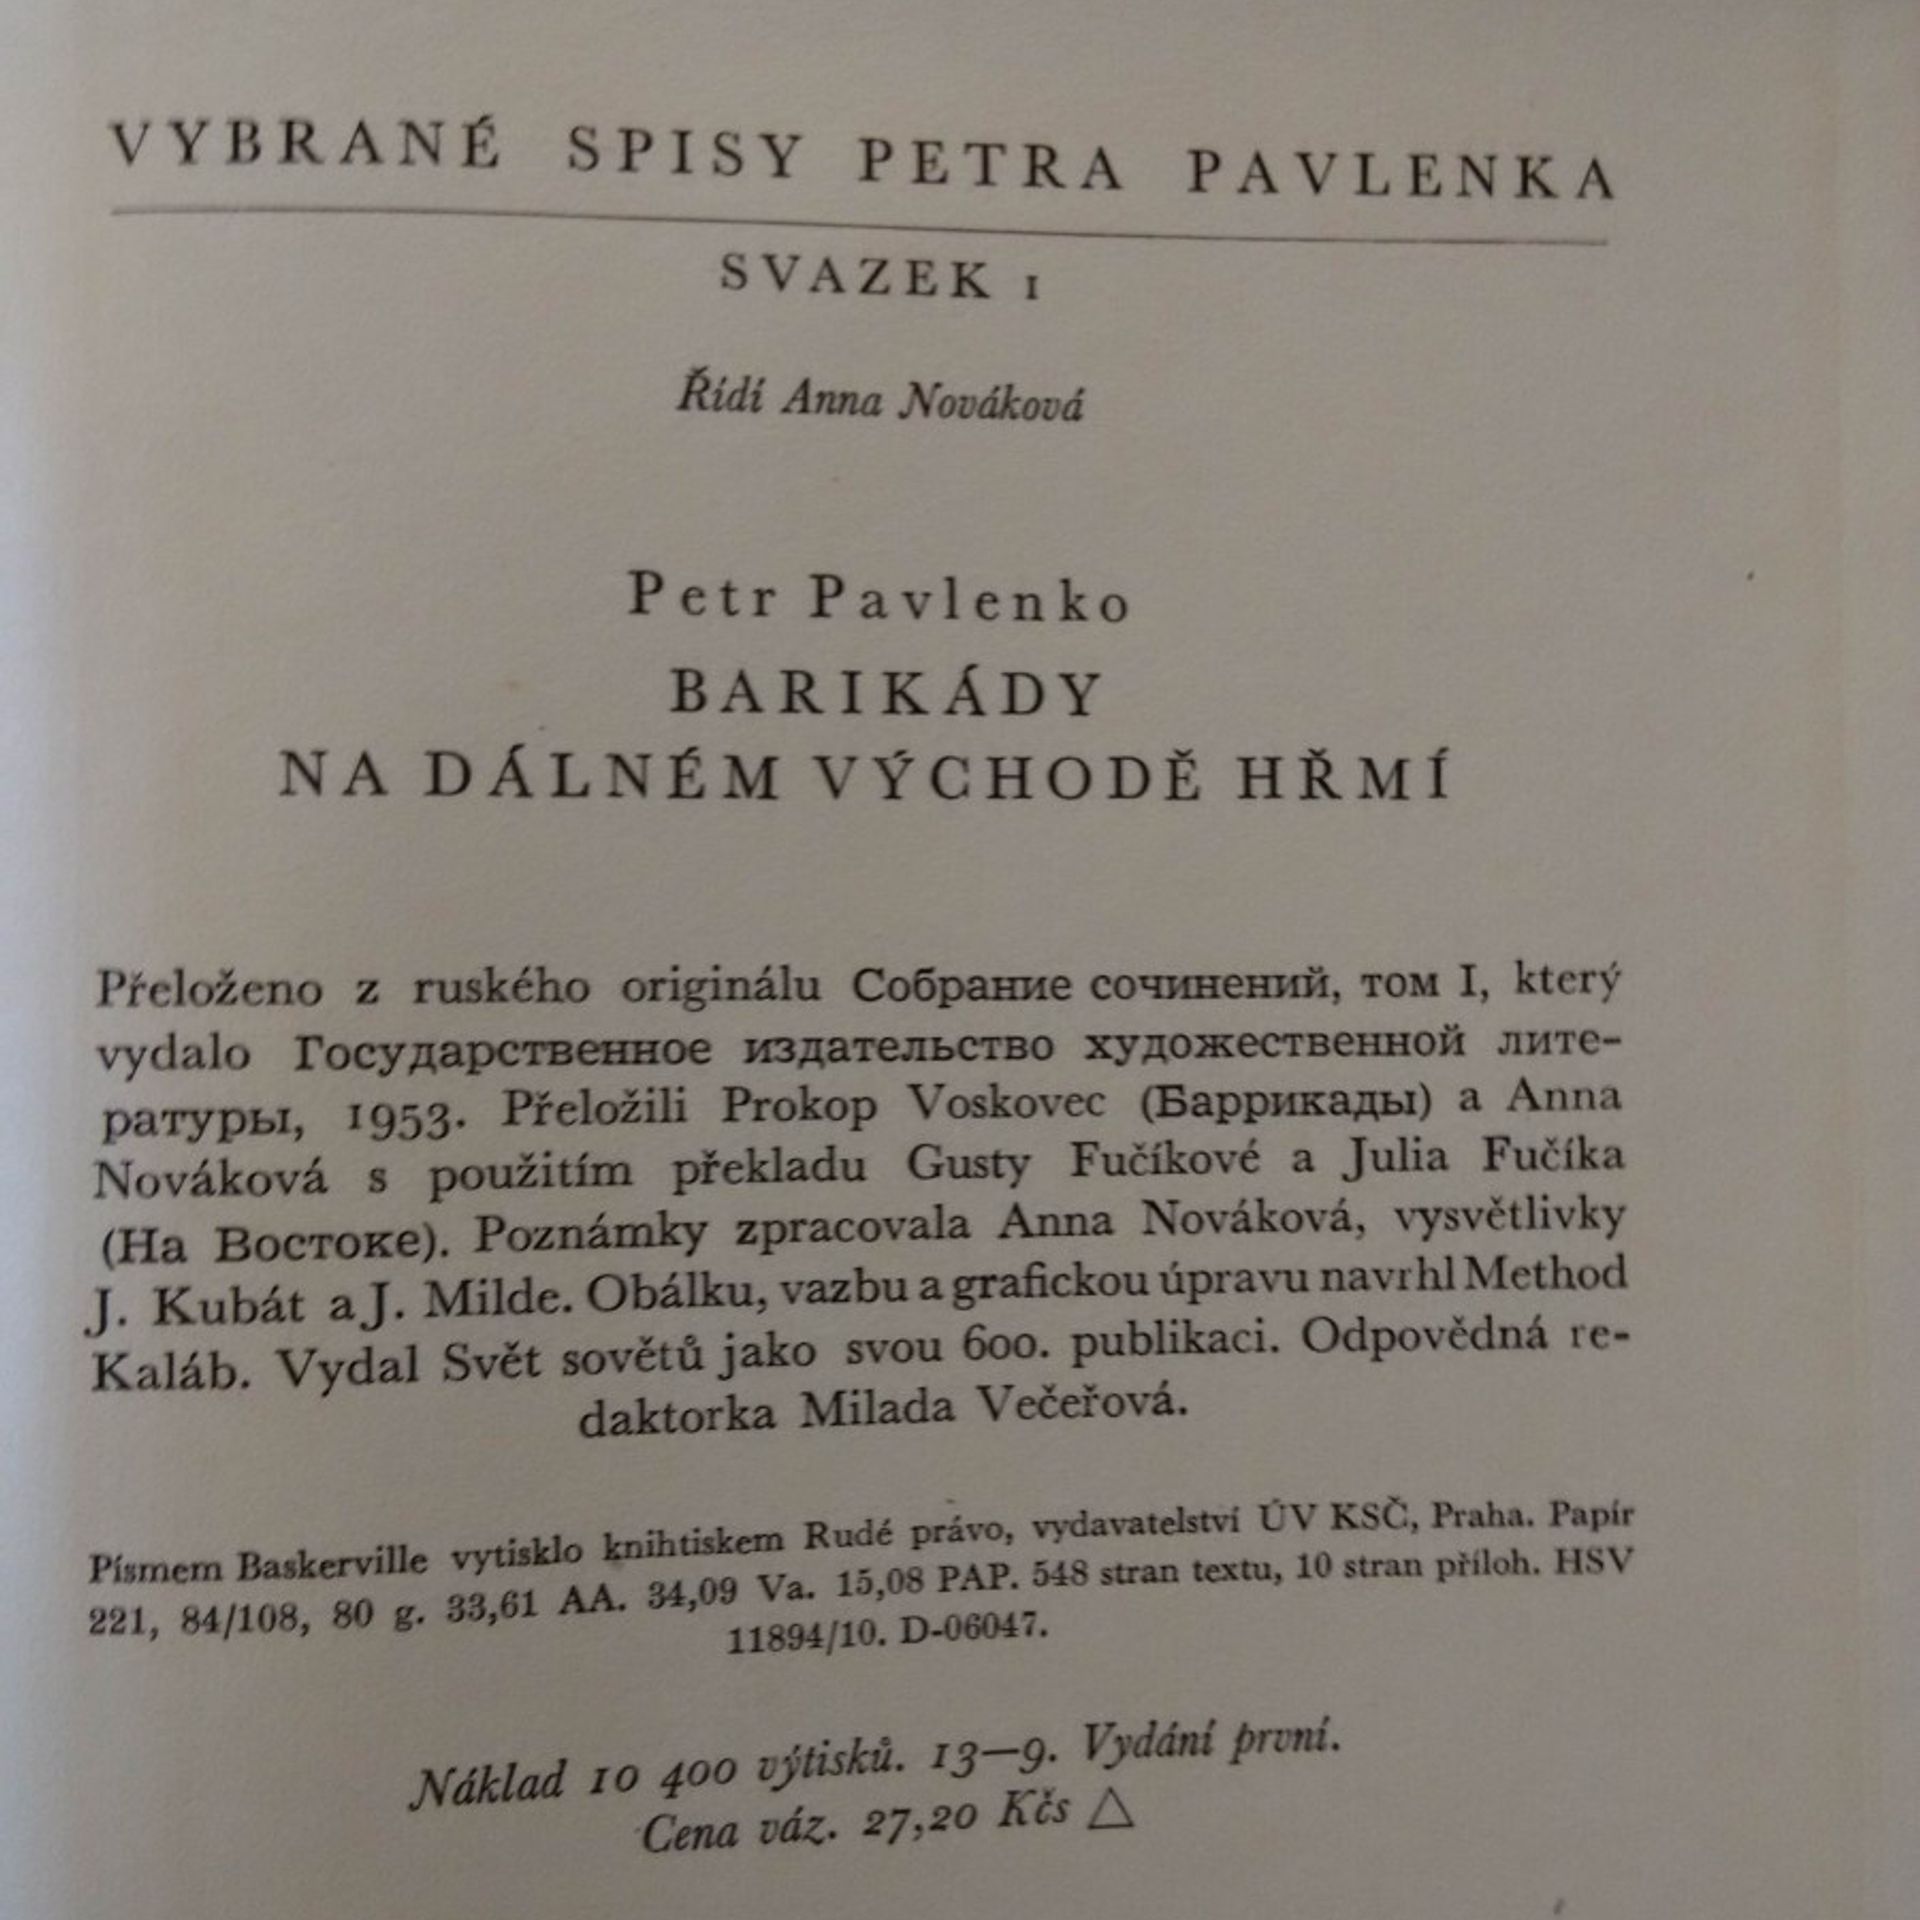 VYBRANÉ SPISY PETRA PAVLENKA
SVAZEK 1
Řídí Anna Nováková
Petr Pavlenko
BARIKÁDY
NA DÁLNÉM VÝCHODĚ HŘMÍ
Přeloženo z ruského originálu Собрание сочинений, том I, který
vydalo Государственное издательство художественной лите-
ратуры, 1953. Přeložili Prokop Voskovec (Баррикады) a Anna
Nováková s použitím překladu Gusty Fučíkové a Julia Fučíka
(На Востоке). Poznámky zpracovala Anna Nováková, vysvětlivky
J. Kubát a J. Milde. Obálku, vazbu a grafickou úpravu navrhl Method
Kaláb. Vydal Svět sovětů jako svou 600. publikaci. Odpovědná re-
daktorka Milada Večeřová.
Písmem Baskerville vytisklo knihtiskem Rudé právo, vydavatelství ÚV KSČ, Praha. Papír
221, 84/108, 80 g. 33,61 AA. 34,09 Va. 15,08 PAP. 548 stran textu, 10 stran příloh. HSV
11894/10. D-06047.
Náklad 10 400 výtisků. 13—9. Vydání první.
Cena váz. 27,20 Kčs △